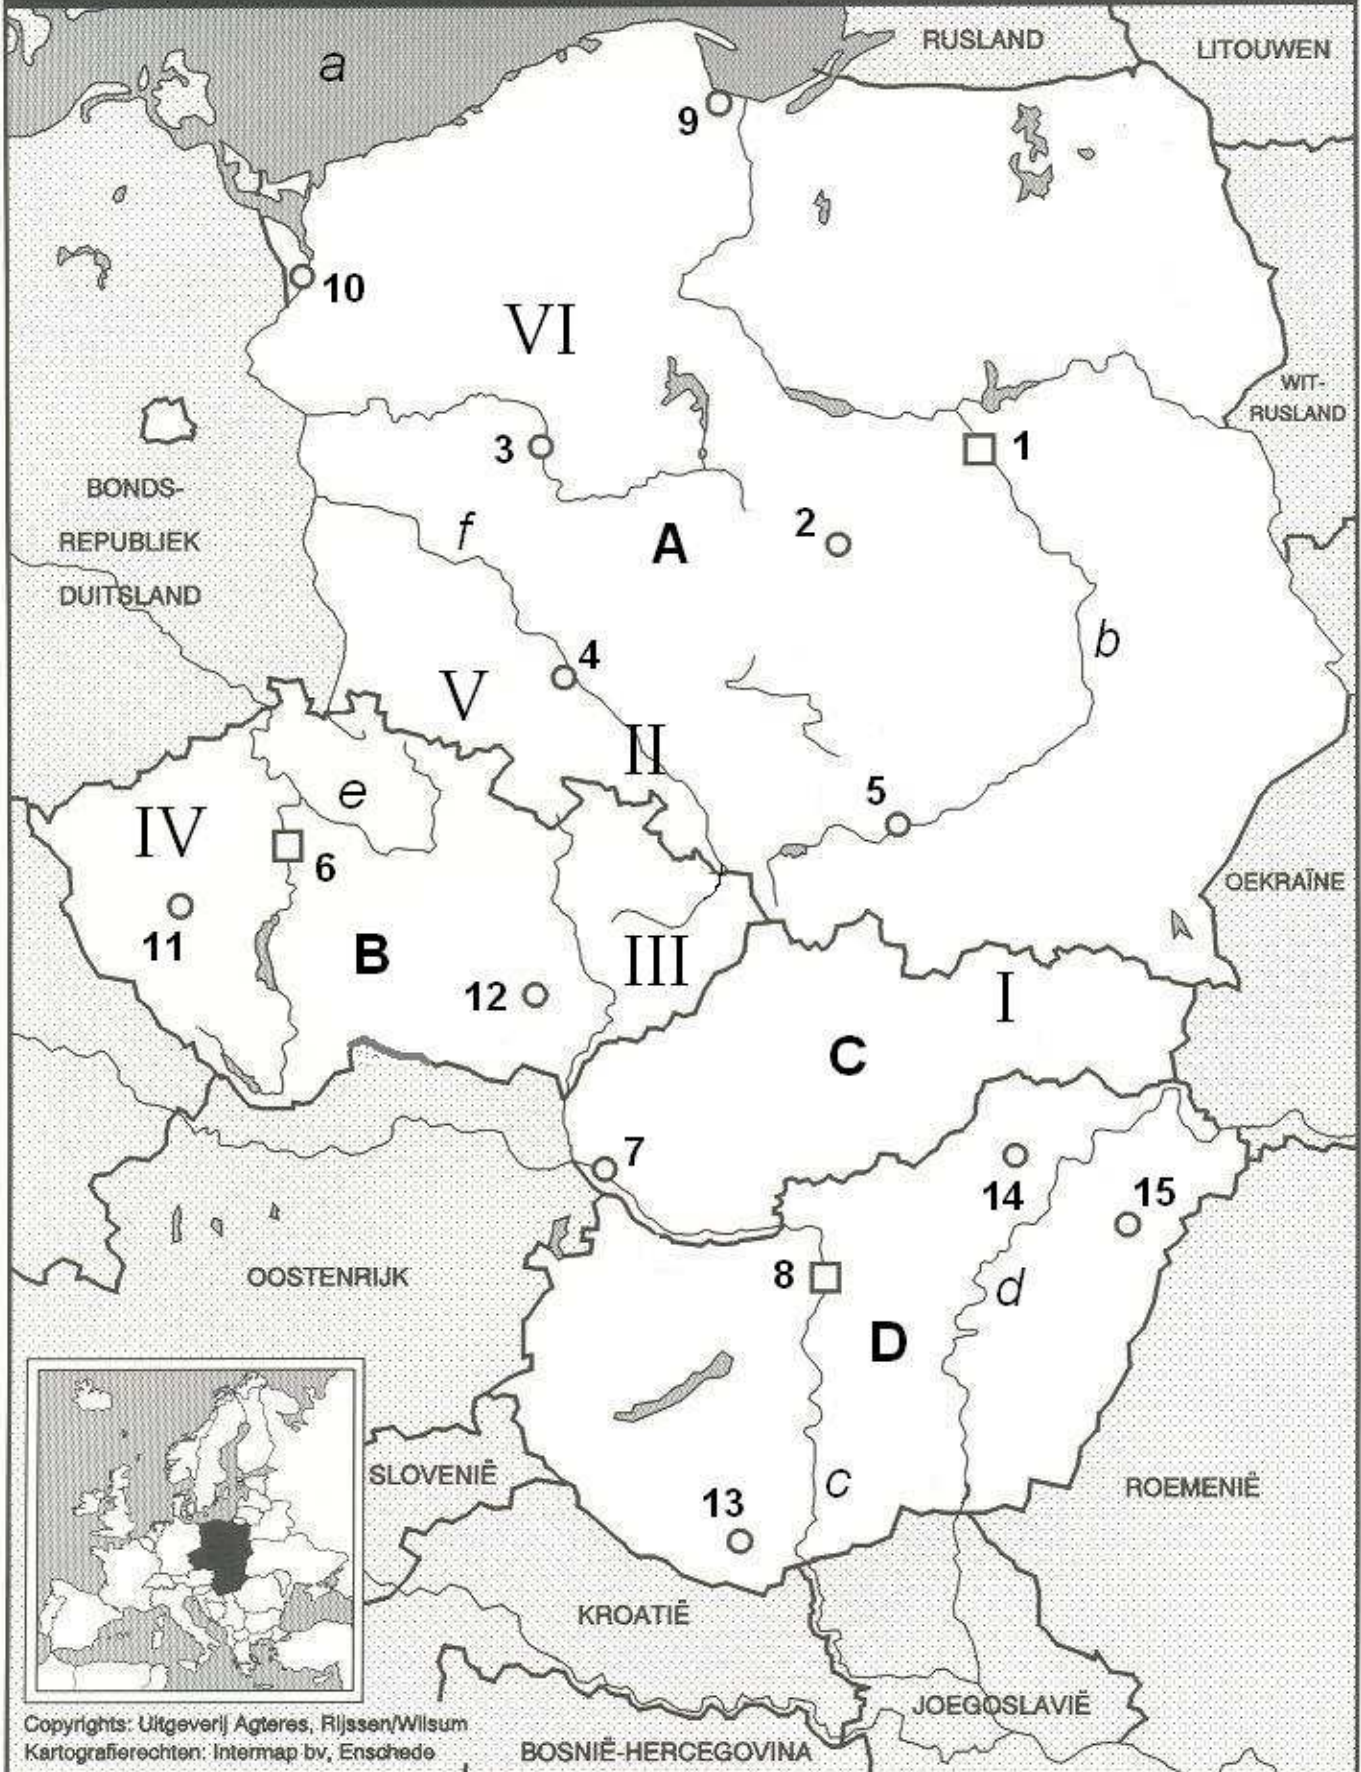 a
RUSLAND
LITOUWEN
9
10
VI
WIT-
RUSLAND
3
1
BONDS-
REPUBLIEK
DUITSLAND
f
A
2
b
4
V
II
5
e
IV
6
OEKRAÏNE
11
B
III
12
I
C
7
14
15
8
OOSTENRIJK
d
D
SLOVENIË
c
ROEMENIË
13
KROATIË
JOEGOSLAVIË
Copyrights: Uitgeverij Agteres, Rijssen/Wilsum
Kartografierechten: Intermap bv, Enschede
BOSNIË-HERCEGOVINA